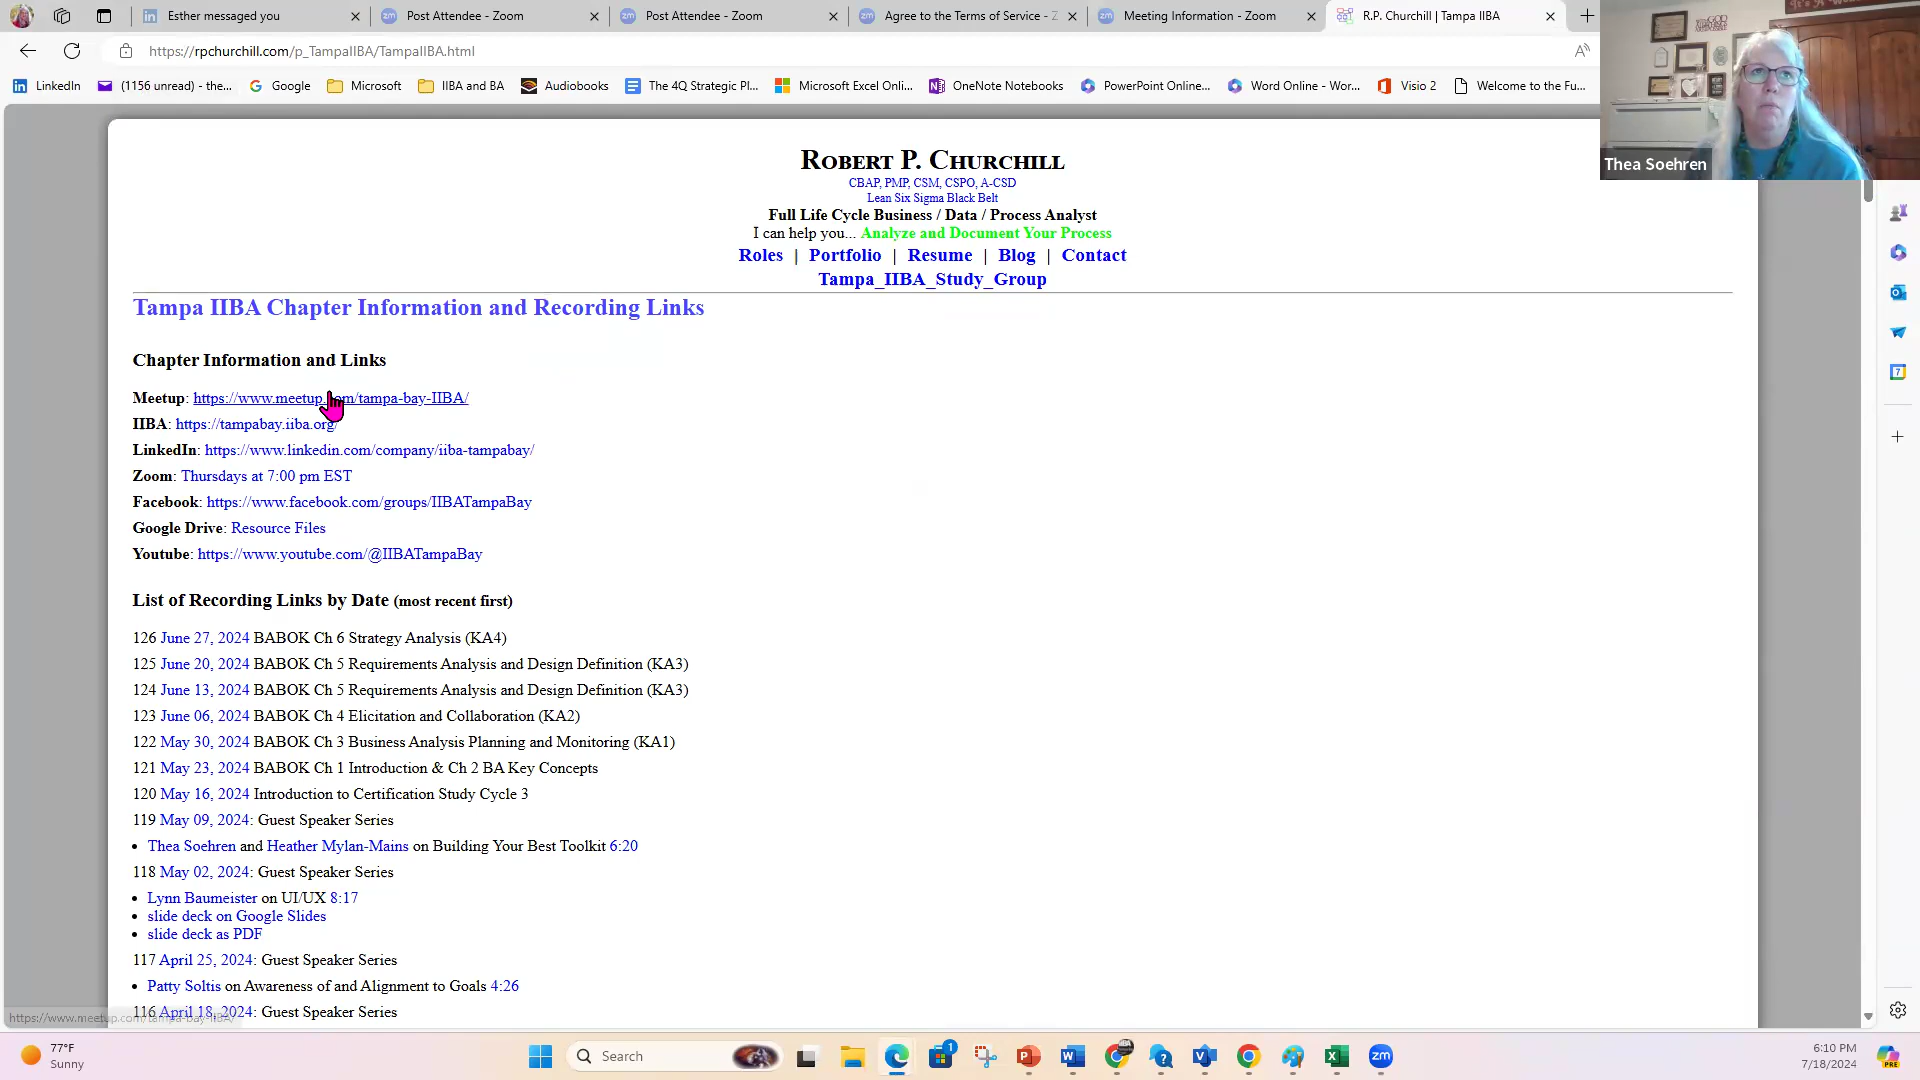 Esther messaged you
Post Attendee - Zoom
Post Attendee - Zoom
Agree to the Terms of Service - Z
Meeting Information - Zoom
R.P. Churchill | Tampa IIBA
https://rpchurchill.com/p_TampaIIBA/TampaIIBA.html
LinkedIn
(1156 unread) - the...
Google
Microsoft
IIBA and BA
Audiobooks
The 4Q Strategic Pl...
Microsoft Excel Onli...
OneNote Notebooks
PowerPoint Online...
Word Online - Wor...
Visio 2
Welcome to the Fu...
Thea Soehren
Robert P. Churchill
CBAP, PMP, CSM, CSPO, A-CSD
Lean Six Sigma Black Belt
Full Life Cycle Business / Data / Process Analyst
I can help you... Analyze and Document Your Process
Roles | Portfolio | Resume | Blog | Contact
Tampa_IIBA_Study_Group
Tampa IIBA Chapter Information and Recording Links
Chapter Information and Links
Meetup: https://www.meetup.com/tampa-bay-IIBA/
IIBA: https://tampabay.iiba.org/
LinkedIn: https://www.linkedin.com/company/iiba-tampabay/
Zoom: Thursdays at 7:00 pm EST
Facebook: https://www.facebook.com/groups/IIBATampaBay
Google Drive: Resource Files
Youtube: https://www.youtube.com/@IIBATampaBay
List of Recording Links by Date (most recent first)
126 June 27, 2024 BABOK Ch 6 Strategy Analysis (KA4)
125 June 20, 2024 BABOK Ch 5 Requirements Analysis and Design Definition (KA3)
124 June 13, 2024 BABOK Ch 5 Requirements Analysis and Design Definition (KA3)
123 June 06, 2024 BABOK Ch 4 Elicitation and Collaboration (KA2)
122 May 30, 2024 BABOK Ch 3 Business Analysis Planning and Monitoring (KA1)
121 May 23, 2024 BABOK Ch 1 Introduction & Ch 2 BA Key Concepts
120 May 16, 2024 Introduction to Certification Study Cycle 3
119 May 09, 2024: Guest Speaker Series
• Thea Soehren and Heather Mylan-Mains on Building Your Best Toolkit 6:20
118 May 02, 2024: Guest Speaker Series
• Lynn Baumeister on UI/UX 8:17
• slide deck on Google Slides
• slide deck as PDF
117 April 25, 2024: Guest Speaker Series
• Patty Soltis on Awareness of and Alignment to Goals 4:26
116 April 18, 2024: Guest Speaker Series
https://www.meetup.com/tampa-bay-IIBA/
77°F
Sunny
Search
6:10 PM
7/18/2024